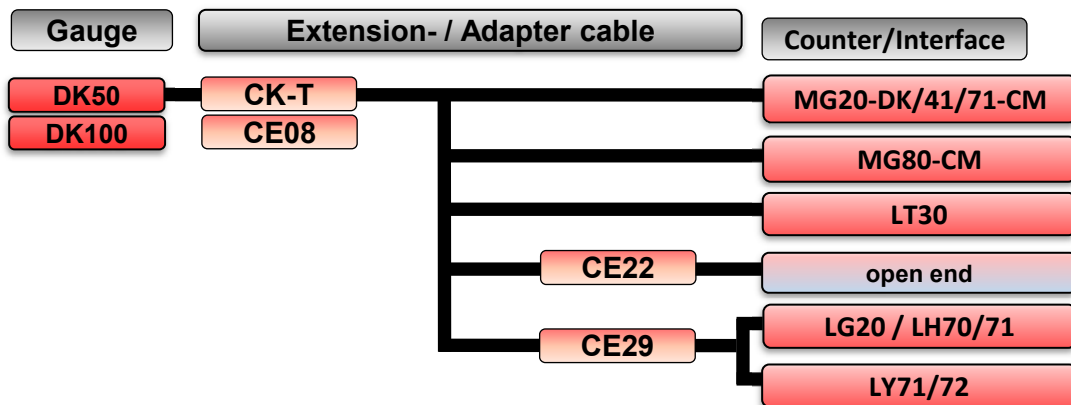 Gauge
Extension- / Adapter cable
Counter/Interface
DK50
CK-T
MG20-DK/41/71-CM
DK100
CE08
MG80-CM
LT30
CE22
open end
CE29
LG20 / LH70/71
LY71/72